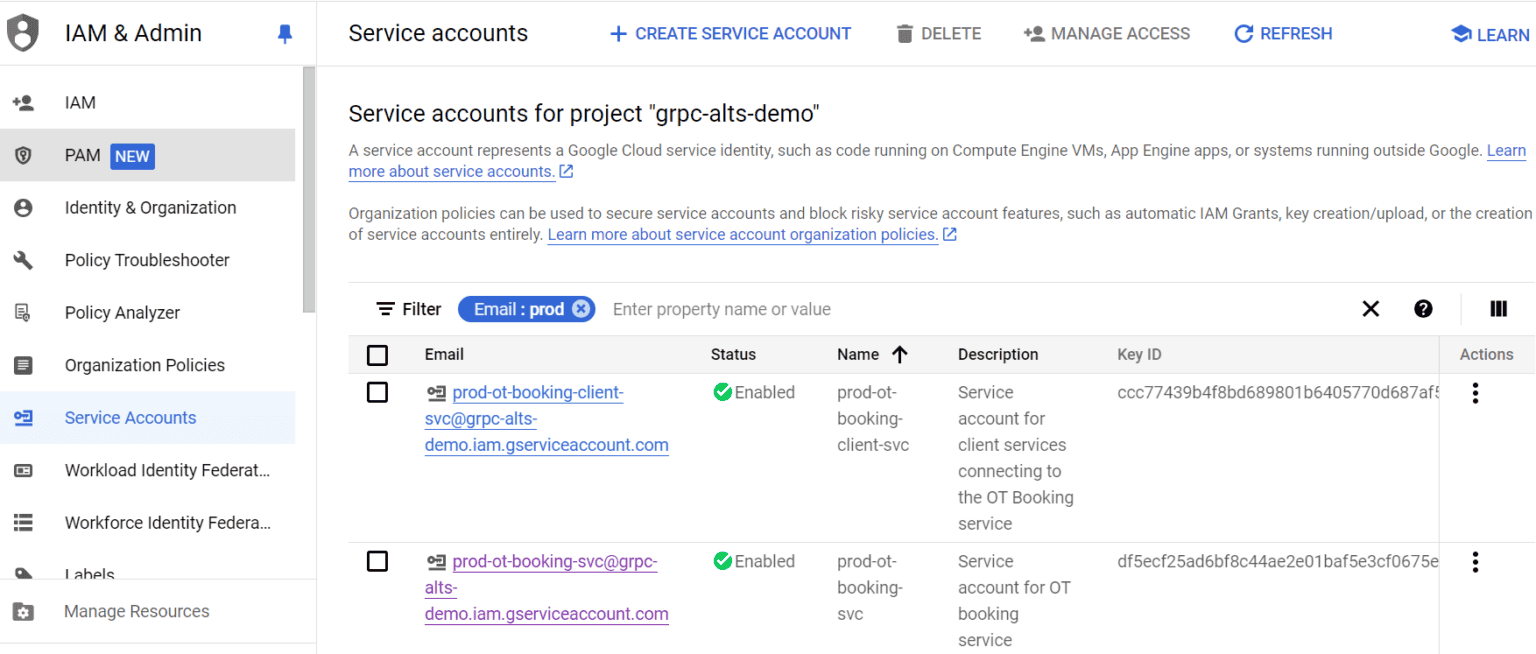 IAM & Admin
Service accounts
CREATE SERVICE ACCOUNT
DELETE
MANAGE ACCESS
REFRESH
LEARN
IAM
PAM NEW
Identity & Organization
Policy Troubleshooter
Policy Analyzer
Organization Policies
Service Accounts
Workload Identity Federat...
Workforce Identity Federa...
Labels
Manage Resources
Service accounts for project "grpc-alts-demo"
A service account represents a Google Cloud service identity, such as code running on Compute Engine VMs, App Engine apps, or systems running outside Google. Learn
more about service accounts.
Organization policies can be used to secure service accounts and block risky service account features, such as automatic IAM Grants, key creation/upload, or the creation
of service accounts entirely. Learn more about service account organization policies.
Filter Email : prod Enter property name or value
Email Status Name Description Key ID Actions
prod-ot-booking-client- Enabled prod-ot- Service ccc77439b4f8bd689801b6405770d687af5
svc@grpc-alts- booking- account for
demo.iam.gserviceaccount.com client-svc client services
connecting to
the OT Booking
service
prod-ot-booking-svc@grpc- Enabled prod-ot- Service df5ecf25ad6bf8c44ae2e01baf5e3cf0675e
alts- booking- account for OT
demo.iam.gserviceaccount.com svc booking
service